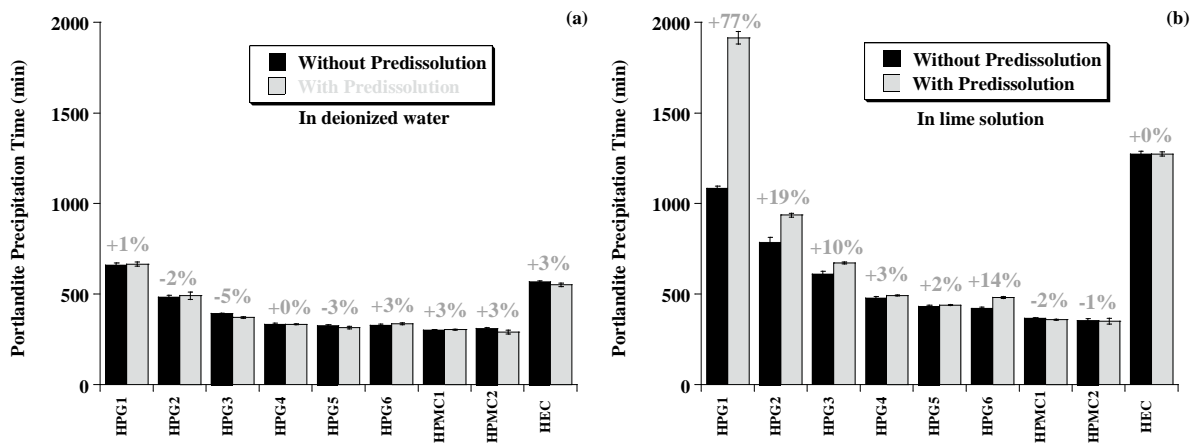 (a)
Portlandite Precipitation Time (min)
2000
1500
1000
500
0
Without Predissolution
With Predissolution
In deionized water
+1%
-2%
-5%
+0%
-3%
+3%
+3%
+3%
+3%
HPG1
HPG2
HPG3
HPG4
HPG5
HPG6
HPMC1
HPMC2
HEC
(b)
Portlandite Precipitation Time (min)
2000
1500
1000
500
0
Without Predissolution
With Predissolution
In lime solution
+77%
+19%
+10%
+3%
+2%
+14%
-2%
-1%
+0%
HPG1
HPG2
HPG3
HPG4
HPG5
HPG6
HPMC1
HPMC2
HEC